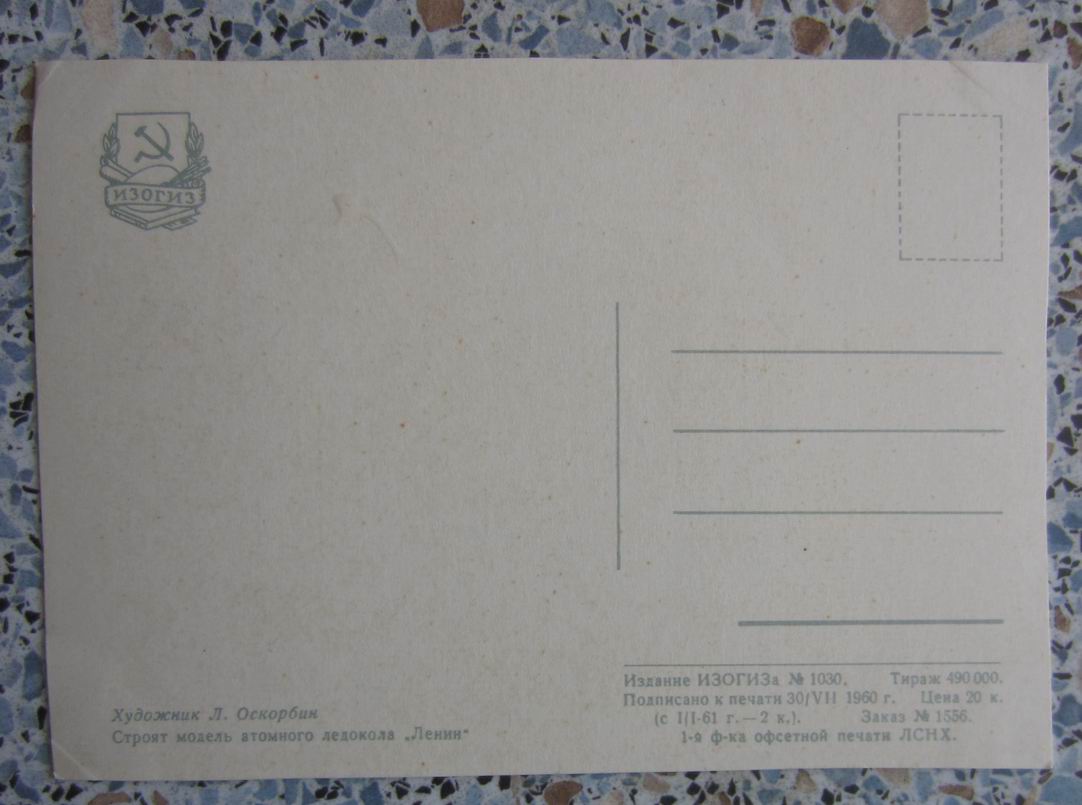 ИЗОГИЗ
Художник Л. Оскорбин
Строят модель атомного ледокола „Ленин“
Издание ИЗОГИЗа № 1030. Тираж 490 000.
Подписано к печати 30/VII 1960 г. Цена 20 к.
(с I/I-61 г. — 2 к.). Заказ № 1556.
1-я ф-ка офсетной печати ЛСНХ.